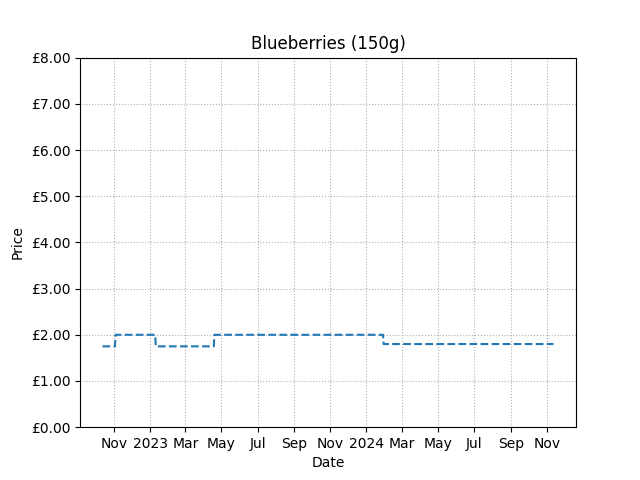 Blueberries (150g)
£8.00
£7.00
£6.00
£5.00
£4.00
£3.00
£2.00
£1.00
£0.00
Price
Nov 2023 Mar May Jul Sep Nov 2024 Mar May Jul Sep Nov
Date